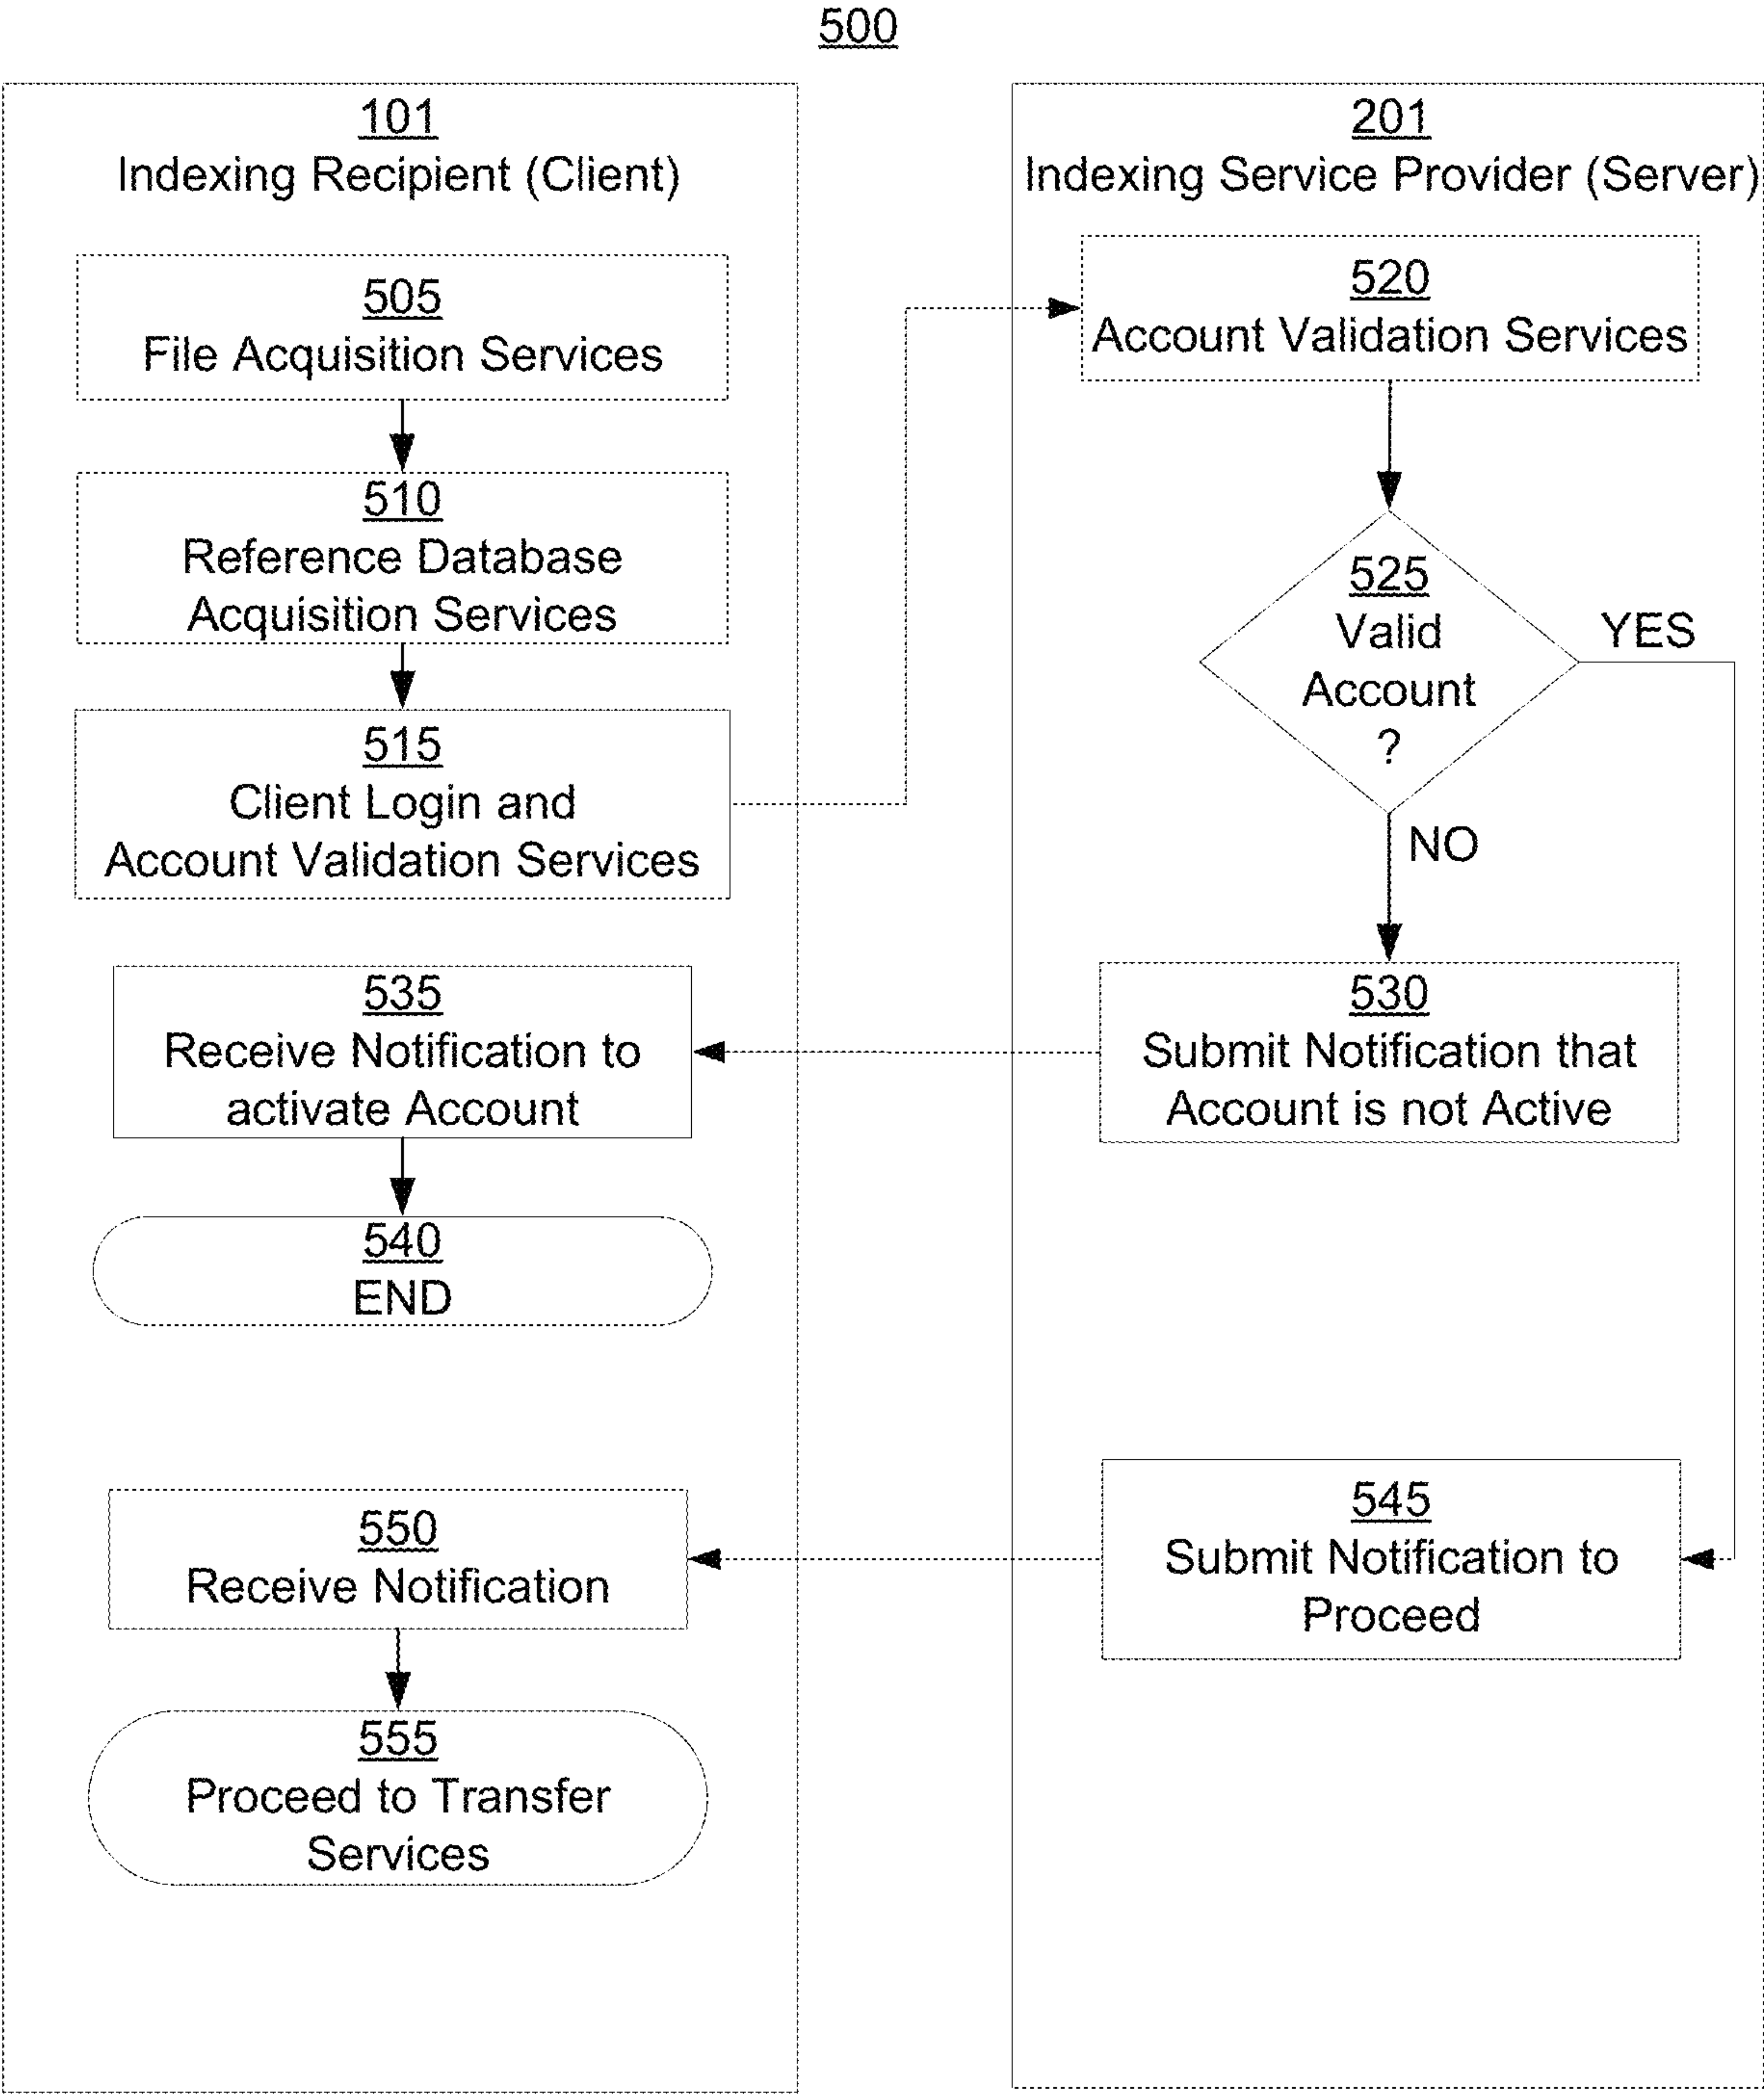 500
101
Indexing Recipient (Client)
505
File Acquisition Services
510
Reference Database
Acquisition Services
515
Client Login and
Account Validation Services
535
Receive Notification to
activate Account
540
END
550
Receive Notification
555
Proceed to Transfer
Services
201
Indexing Service Provider (Server)
520
Account Validation Services
525
Valid
Account
?
YES
NO
530
Submit Notification that
Account is not Active
545
Submit Notification to
Proceed